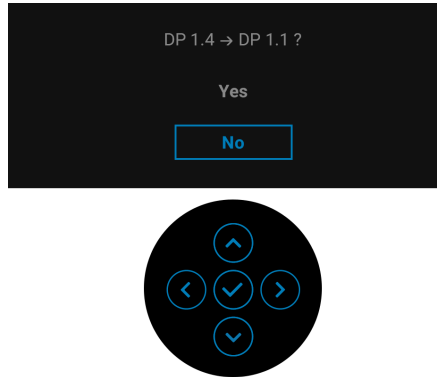 DP 1.4 → DP 1.1 ?
Yes
No